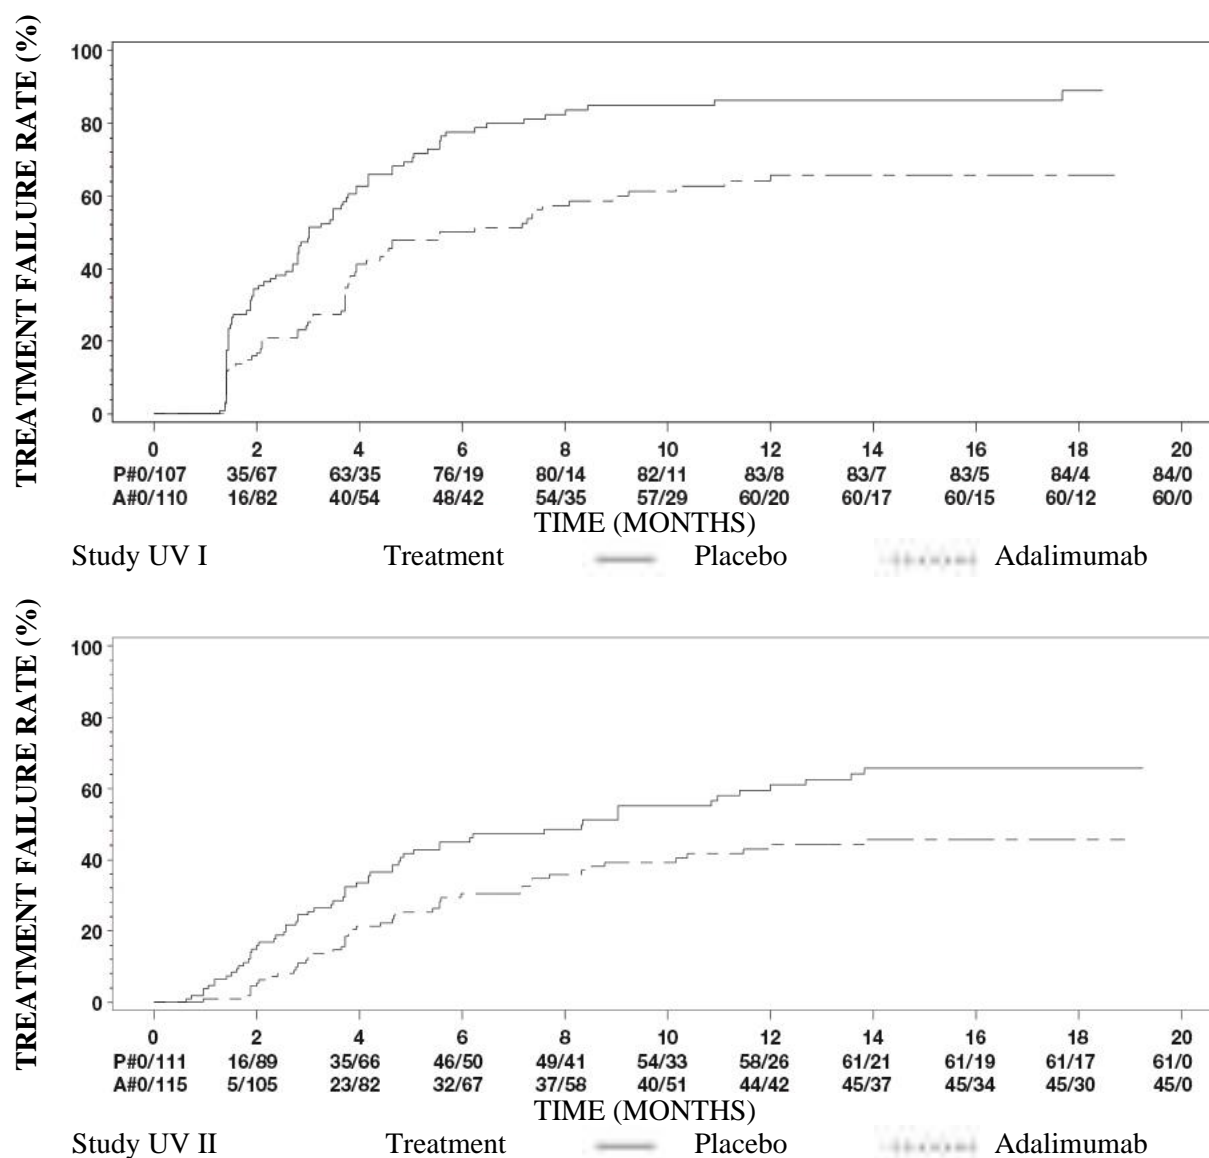 TREATMENT FAILURE RATE (%)
100
80
60
40
20
0
0 2 4 6 8 10 12 14 16 18 20
P#0/107 35/67 63/35 76/19 80/14 82/11 83/8 83/7 83/5 84/4 84/0
A#0/110 16/82 40/54 48/42 54/35 57/29 60/20 60/17 60/15 60/12 60/0
TIME (MONTHS)
Study UV I Treatment Placebo Adalimumab
TREATMENT FAILURE RATE (%)
100
80
60
40
20
0
0 2 4 6 8 10 12 14 16 18 20
P#0/111 16/89 35/66 46/50 49/41 54/33 58/26 61/21 61/19 61/17 61/0
A#0/115 5/105 23/82 32/67 37/58 40/51 44/42 45/37 45/34 45/30 45/0
TIME (MONTHS)
Study UV II Treatment Placebo Adalimumab